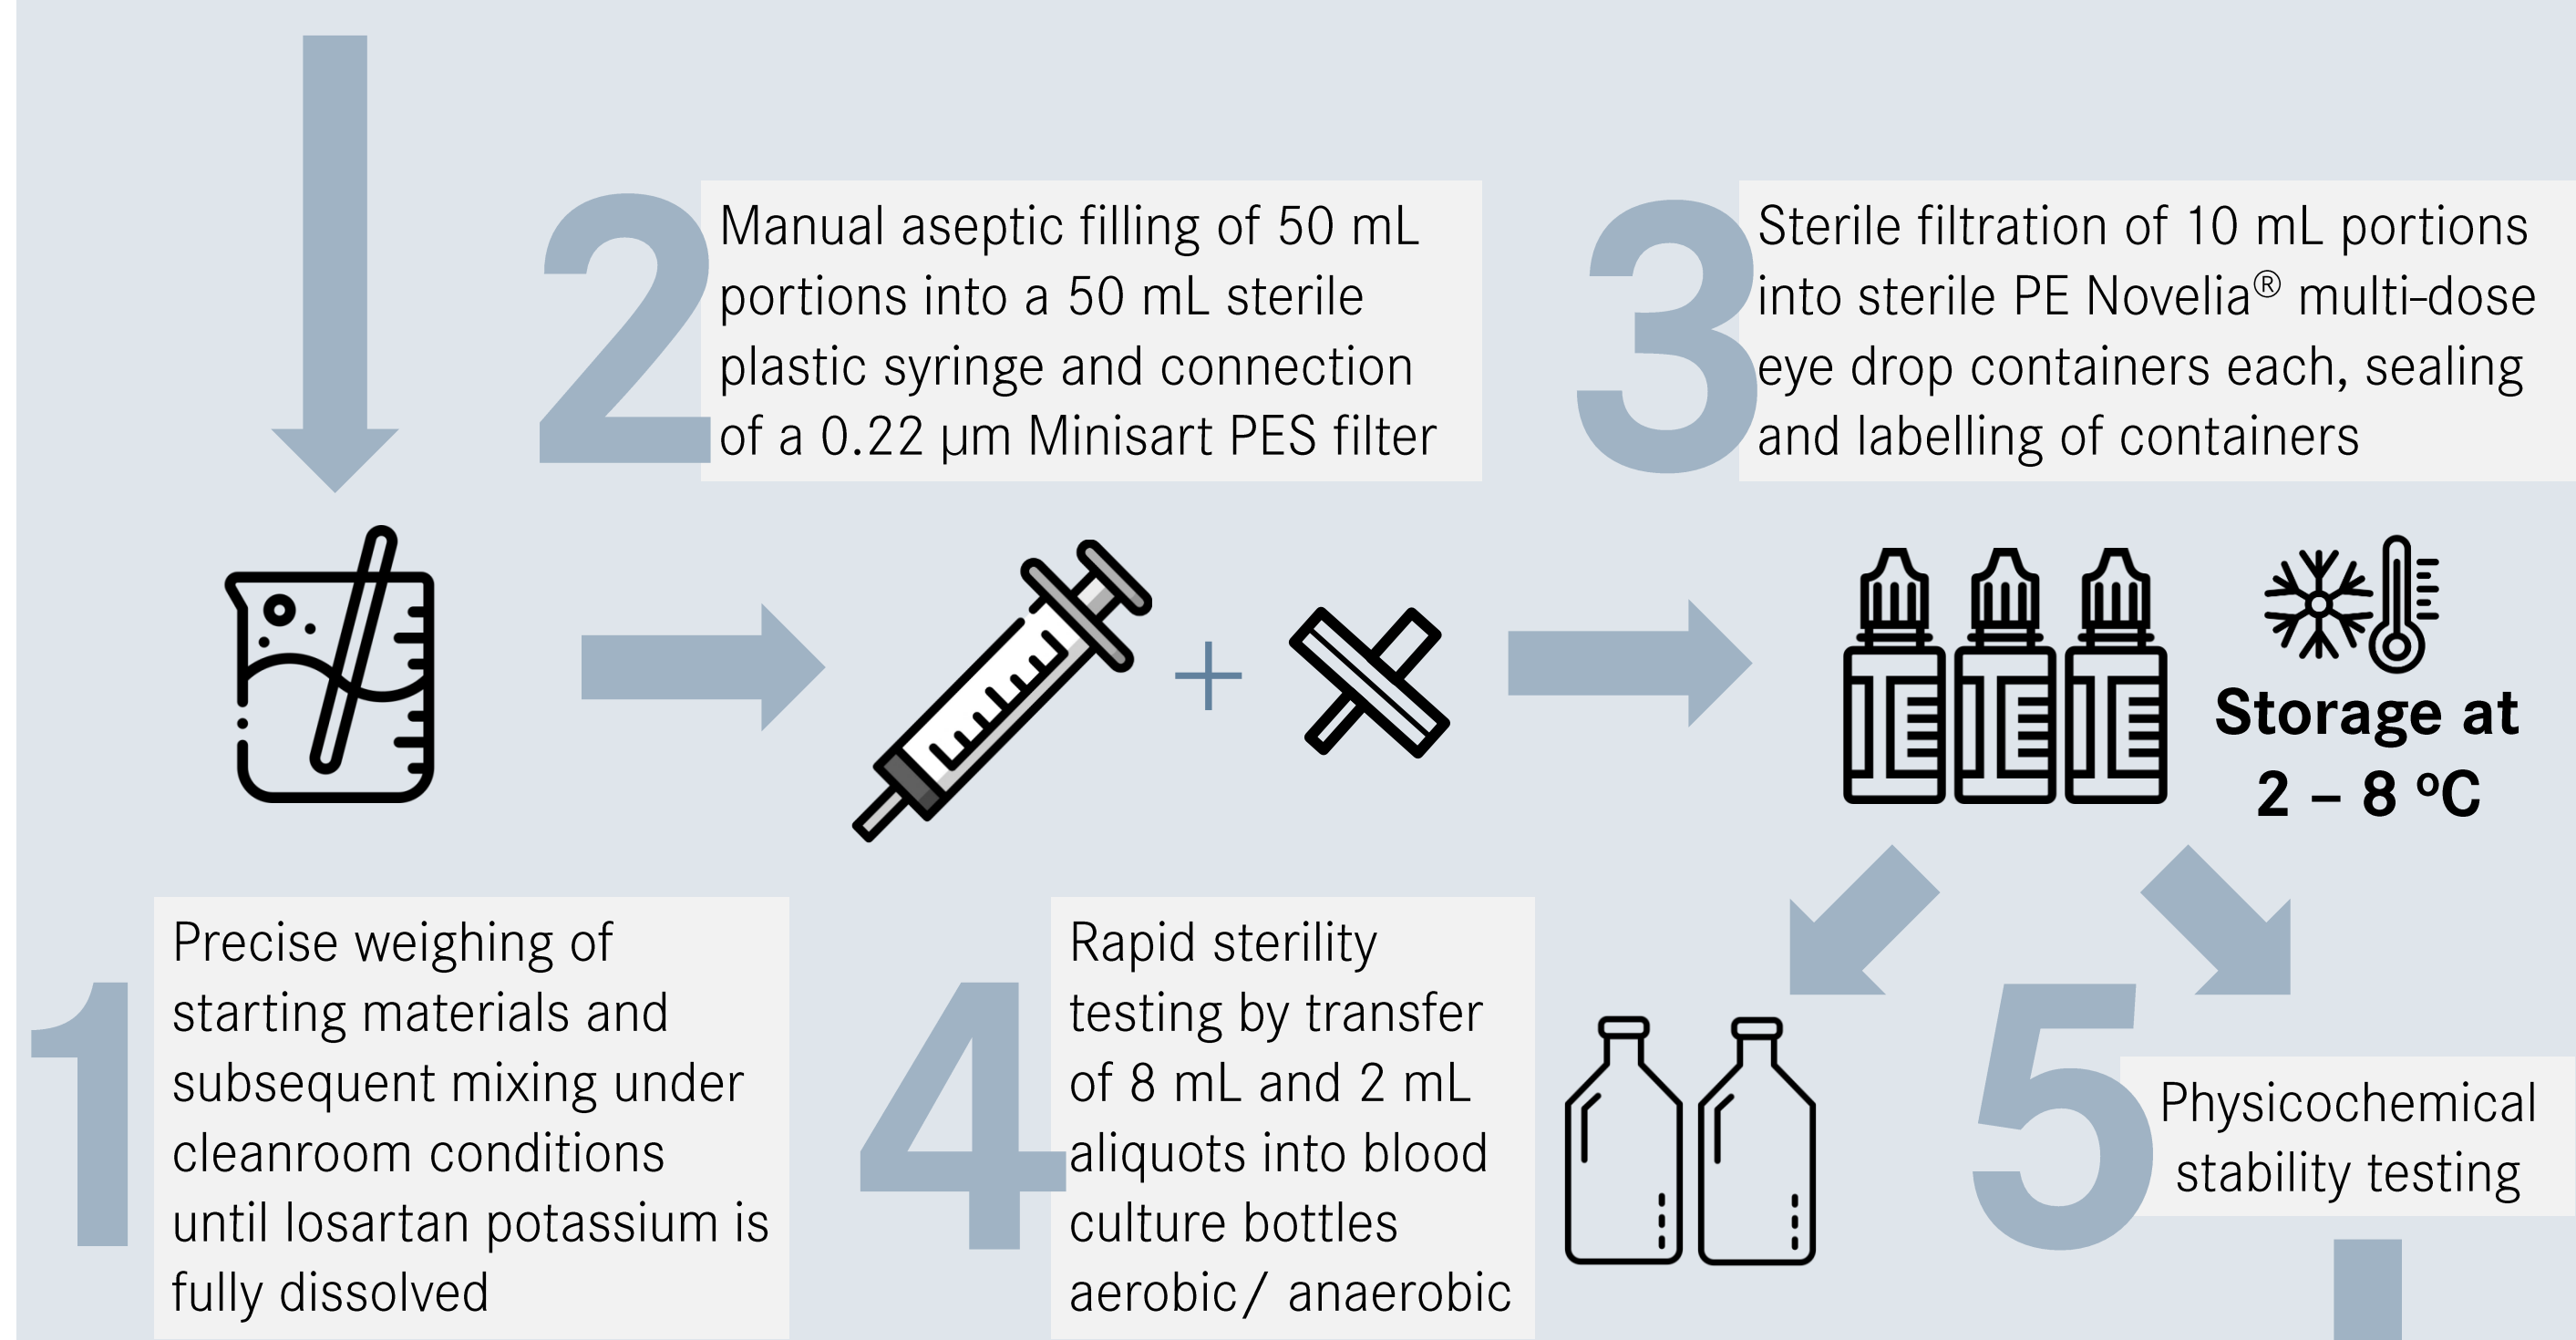 1
Precise weighing of
starting materials and
subsequent mixing under
cleanroom conditions
until losartan potassium is
fully dissolved
2
Manual aseptic filling of 50 mL
portions into a 50 mL sterile
plastic syringe and connection
of a 0.22 µm Minisart PES filter
+
3
Sterile filtration of 10 mL portions
into sterile PE Novelia® multi-dose
eye drop containers each, sealing
and labelling of containers
Storage at
2 – 8 ºC
4
Rapid sterility
testing by transfer
of 8 mL and 2 mL
aliquots into blood
culture bottles
aerobic/ anaerobic
5
Physicochemical
stability testing